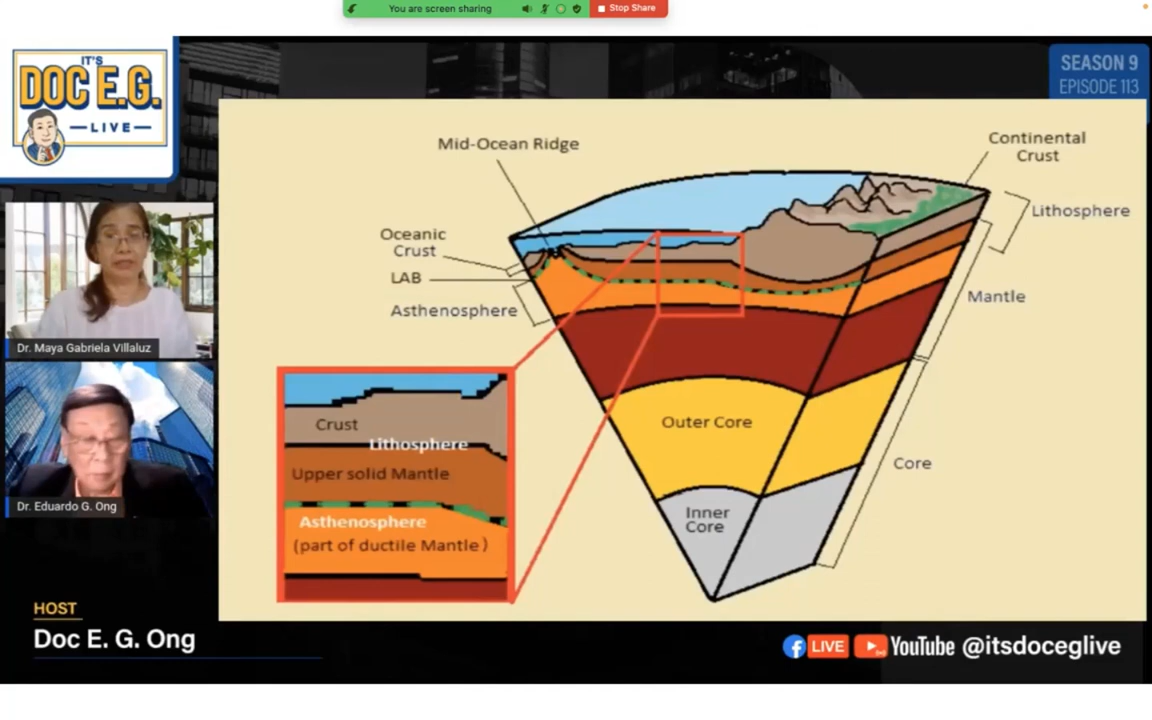 You are screen sharing
Stop Share
IT'S
DOC E.G.
LIVE
SEASON 9
EPISODE 113
Mid-Ocean Ridge
Continental
Crust
Lithosphere
Oceanic
Crust
LAB
Asthenosphere
Mantle
Outer Core
Core
Inner
Core
Crust
Lithosphere
Upper solid Mantle
Asthenosphere
(part of ductile Mantle)
Dr. Maya Gabriela Villaluz
Dr. Eduardo G. Ong
HOST
Doc E. G. Ong
LIVE YouTube @itsdoceglive